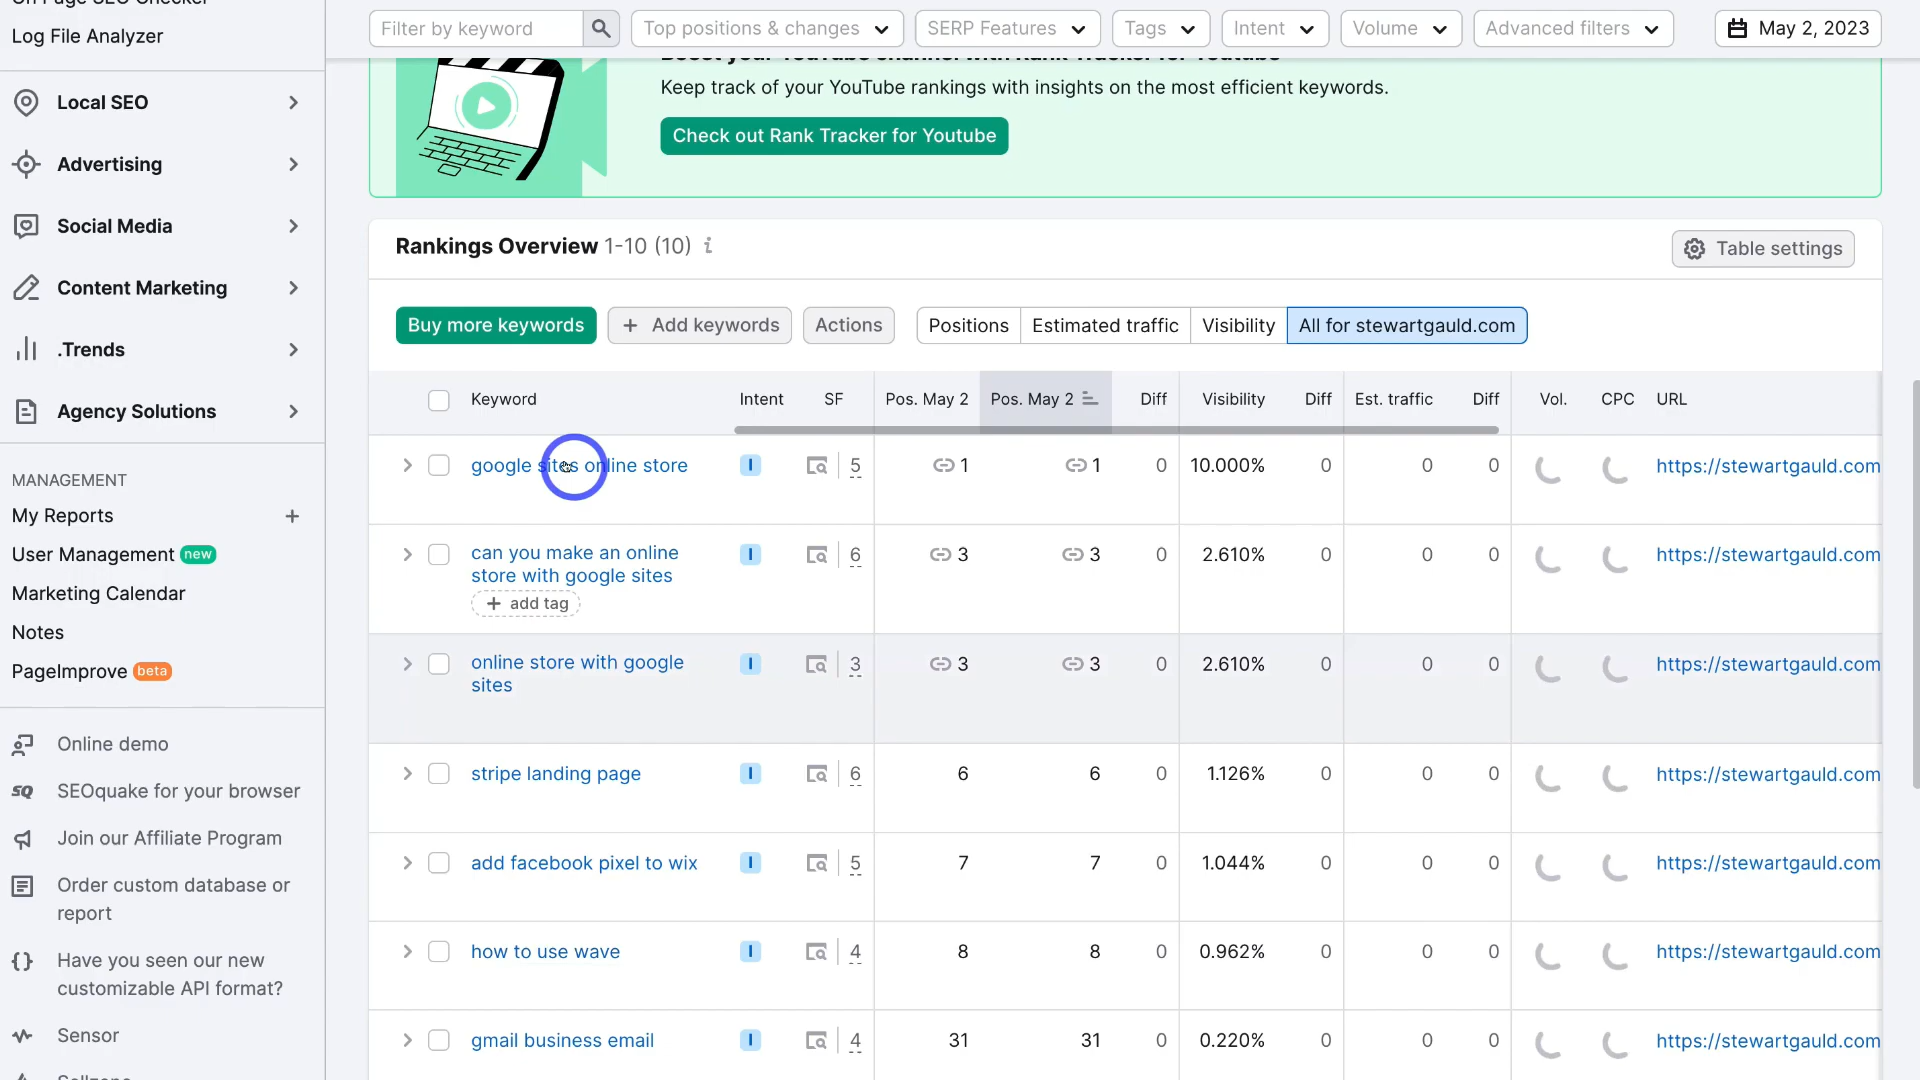 Log File Analyzer
Local SEO
Advertising
Social Media
Content Marketing
.Trends
Agency Solutions
MANAGEMENT
My Reports +
User Management new
Marketing Calendar
Notes
PageImprove beta
Online demo
SEOquake for your browser
Join our Affiliate Program
Order custom database or
report
Have you seen our new
customizable API format?
Sensor
Filter by keyword
Top positions & changes
SERP Features
Tags
Intent
Volume
Advanced filters
May 2, 2023
Boost your YouTube channel with Rank Tracker for Youtube
Keep track of your YouTube rankings with insights on the most efficient keywords.
Check out Rank Tracker for Youtube
Rankings Overview 1-10 (10) i
Table settings
Buy more keywords
+ Add keywords
Actions
Positions
Estimated traffic
Visibility
All for stewartgauld.com
Keyword Intent SF Pos. May 2 Pos. May 2 Diff Visibility Diff Est. traffic Diff Vol. CPC URL
google sites online store I 5 1 1 0 10.000% 0 0 0 https://stewartgauld.com
can you make an online
store with google sites
I 6 3 3 0 2.610% 0 0 0 https://stewartgauld.com
+ add tag
online store with google
sites
I 3 3 3 0 2.610% 0 0 0 https://stewartgauld.com
stripe landing page I 6 6 6 0 1.126% 0 0 0 https://stewartgauld.com
add facebook pixel to wix I 5 7 7 0 1.044% 0 0 0 https://stewartgauld.com
how to use wave I 4 8 8 0 0.962% 0 0 0 https://stewartgauld.com
gmail business email I 4 31 31 0 0.220% 0 0 0 https://stewartgauld.com